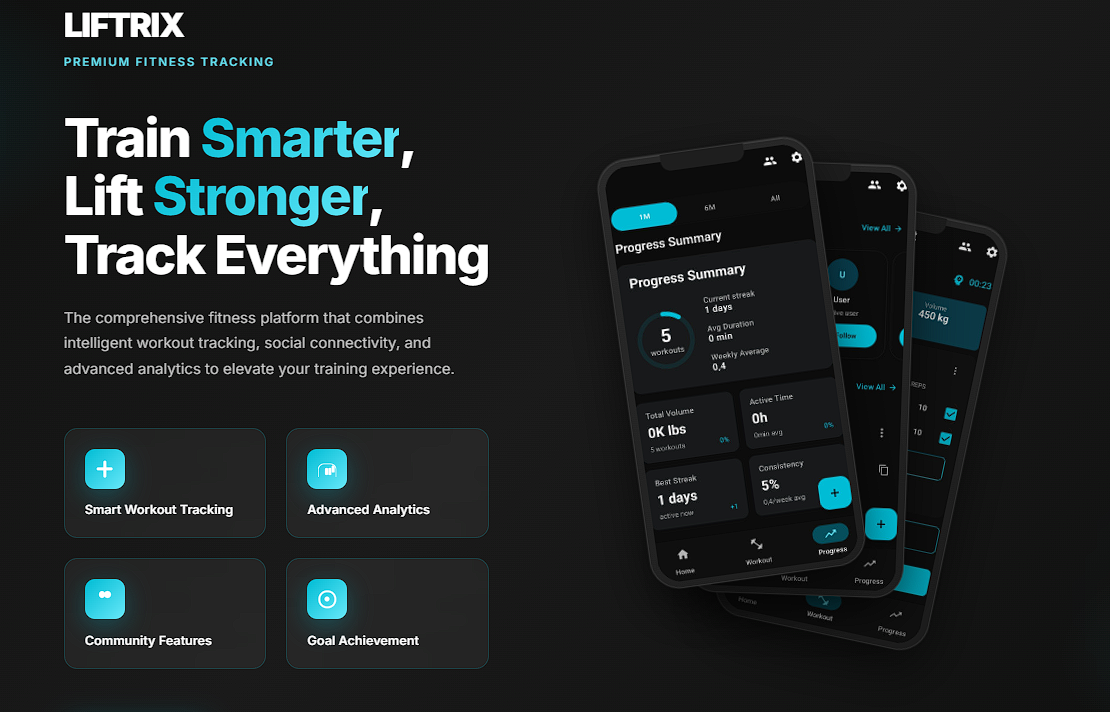 LIFTRIX
PREMIUM FITNESS TRACKING
Train Smarter,
Lift Stronger,
Track Everything
The comprehensive fitness platform that combines
intelligent workout tracking, social connectivity, and
advanced analytics to elevate your training experience.
Smart Workout Tracking
Advanced Analytics
Community Features
Goal Achievement
1M
6M
All
Progress Summary
Progress Summary
5
workouts
Current streak
1 days
Avg Duration
0 min
Weekly Average
0,4
Total Volume
0K lbs
5 workouts
0%
Active Time
0h
0min avg
0%
Best Streak
1 days
active now
+1
Consistency
5%
0,4/week avg
Home
Workout
Progress
View All
U
User
ve user
Follow
View All
Workout
Progress
00:23
Volume
450 kg
REPS
10
10
Home
Workout
Progress